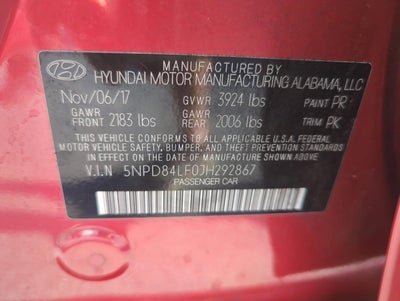 MANUFACTURED BY
HYUNDAI MOTOR MANUFACTURING ALABAMA, LLC
Nov/06/17 GVWR 3924 lbs PAINT PR
GAWR FRONT 2183 lbs GAWR REAR 2006 lbs TRIM PK
THIS VEHICLE CONFORMS TO ALL APPLICABLE U.S.A FEDERAL
MOTOR VEHICLE SAFETY, BUMPER, AND THEFT PREVENTION
STANDARDS IN EFFECT ON THE DATE OF MANUFACTURE SHOWN ABOVE.
V.I.N 5NPD84LF0JH292867
PASSENGER CAR